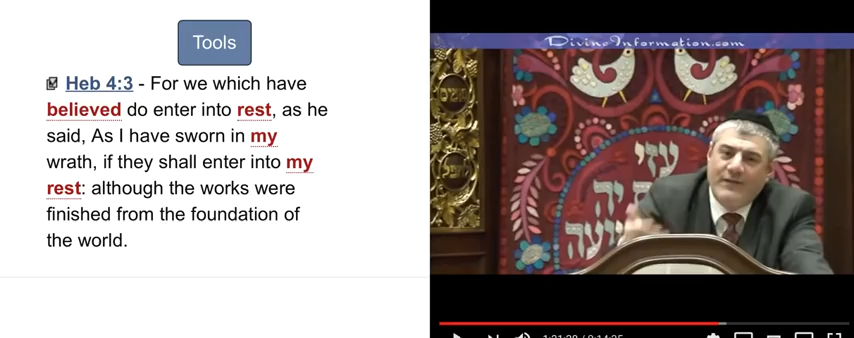 Tools
Heb 4:3 - For we which have
believed do enter into rest, as he
said, As I have sworn in my
wrath, if they shall enter into my
rest: although the works were
finished from the foundation of
the world.
DivineInformation.com
עזי
יה